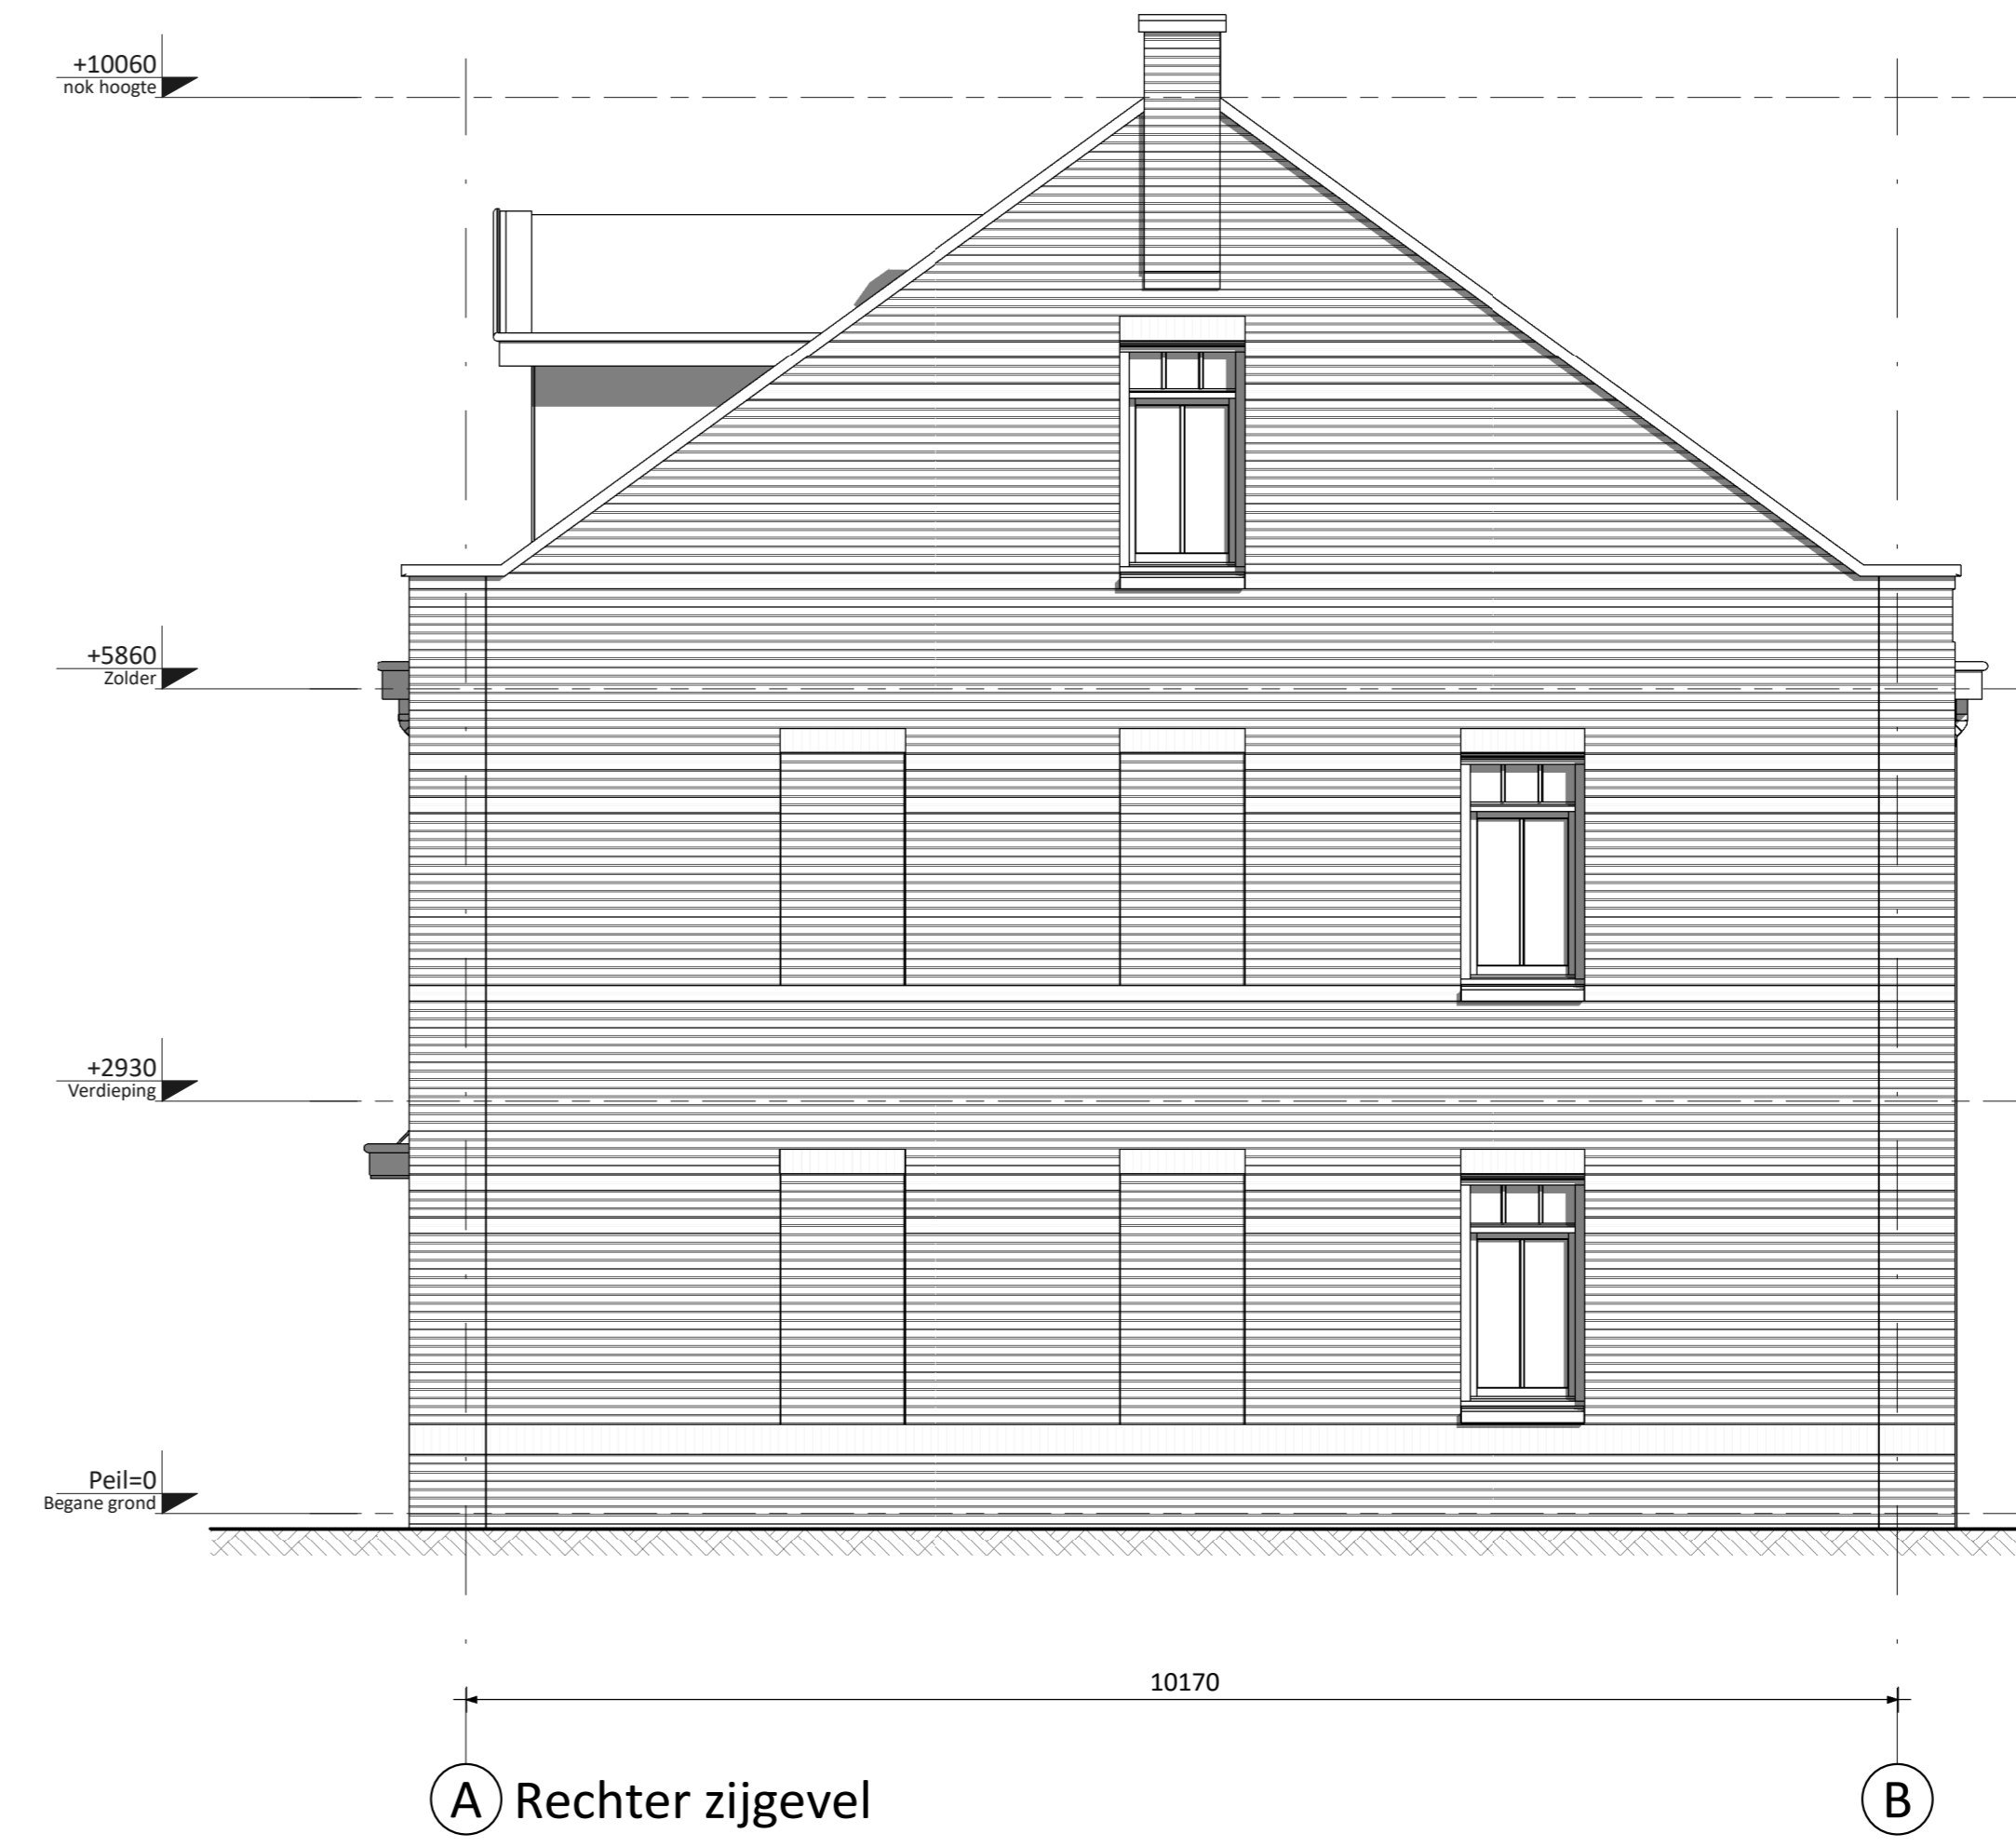 +10060
nok hoogte
+5860
Zolder
+2930
Verdieping
Peil=0
Begane grond
10170
A Rechter zijgevel B